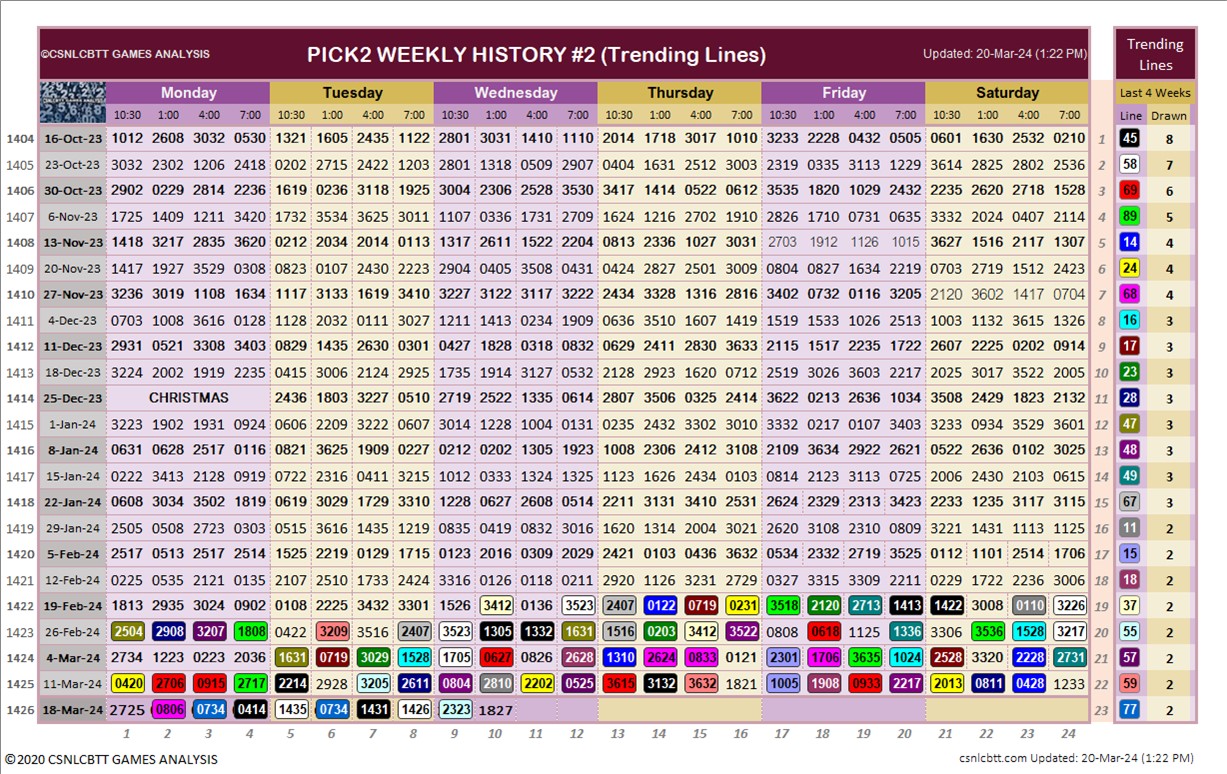 ©CSNLCBTT GAMES ANALYSIS PICK2 WEEKLY HISTORY #2 (Trending Lines) Updated: 20-Mar-24 (1:22 PM) Trending Lines
Monday Tuesday Wednesday Thursday Friday Saturday Last 4 Weeks
10:30 1:00 4:00 7:00 10:30 1:00 4:00 7:00 10:30 1:00 4:00 7:00 10:30 1:00 4:00 7:00 10:30 1:00 4:00 7:00 10:30 1:00 4:00 7:00 Line Drawn
1404 16-Oct-23 1012 2608 3032 0530 1321 1605 2435 1122 2801 3031 1410 1110 2014 1718 3017 1010 3233 2228 0432 0505 0601 1630 2532 0210 1 45 8
1405 23-Oct-23 3032 2302 1206 2418 0202 2715 2422 1203 2801 1318 0509 2907 0404 1631 2512 3003 2319 0335 3113 1229 3614 2825 2802 2536 2 58 7
1406 30-Oct-23 2902 0229 2814 2236 1619 0236 3118 1923 3004 2306 2528 3530 3417 1414 0522 0612 3535 1820 1029 2432 2235 2620 2718 1528 3 69 6
1407 6-Nov-23 1725 1409 1211 3420 1732 3534 3625 3011 1107 0336 1731 2709 1624 1216 2702 1910 2826 1710 0731 0635 3332 2024 0407 2114 4 89 5
1408 13-Nov-23 1418 3217 2835 3620 0212 2034 2014 0113 1317 2611 1522 2204 0813 2336 1027 3031 2703 1912 1126 1015 3627 1516 2117 1307 5 14 4
1409 20-Nov-23 1417 1927 3529 0308 0823 0107 2430 2223 2904 0405 3508 0431 0424 2827 2501 3009 0804 0827 1634 2219 0703 2719 1512 2423 6 24 4
1410 27-Nov-23 3236 3019 1108 1634 1117 3133 1619 3416 3227 3122 3117 3222 2434 3328 1316 2816 3402 0732 0116 3205 2120 3602 1417 0704 7 68 4
1411 4-Dec-23 0703 1008 3616 0128 1128 2032 0111 3027 1211 1413 0234 1909 0636 3510 1607 1419 1519 1533 1026 2513 1003 1132 3615 1326 8 16 3
1412 11-Dec-23 2931 0521 3308 3403 0829 1435 2630 0301 0427 1828 0318 0832 0629 2411 2830 3633 2115 1517 2235 1722 2607 2225 0202 0914 9 17 3
1413 18-Dec-23 3224 2002 1919 2235 0415 3006 2124 2925 1735 1914 3127 0532 2128 2923 1620 0712 2519 3026 3603 2217 2025 3017 3522 2005 10 23 3
1414 25-Dec-23 CHRISTMAS 2436 1803 3227 0510 2719 2522 1335 0614 2807 3506 0325 2414 3622 0213 2636 1034 3508 2429 1823 2132 11 28 3
1415 1-Jan-24 3223 1902 1931 0924 0606 2209 3222 0607 3014 1228 1004 0131 0235 2432 3302 3010 3332 0217 0107 3403 3233 0934 3529 3601 12 47 3
1416 8-Jan-24 0631 0628 2517 0116 0821 3625 1909 0227 0212 0202 1305 1923 1008 2306 2412 3108 2109 3634 2922 2621 0522 2636 0102 3025 13 48 3
1417 15-Jan-24 0222 3413 2128 0919 0722 2316 0411 3213 1012 0333 1324 1325 1123 1626 2434 0103 0814 2123 3113 0725 2006 2430 2103 0615 14 49 3
1418 22-Jan-24 0608 3034 3502 1819 0619 3029 1729 3310 1228 0627 2608 0514 2211 3131 3410 2531 2624 2329 2313 3423 2233 1235 3117 3115 15 67 3
1419 29-Jan-24 2505 0508 2723 0303 0515 3616 1435 1219 0835 0419 0832 3016 1620 1314 2004 3021 2620 3108 2310 0809 3221 1431 3113 1125 16 11 2
1420 5-Feb-24 2517 0513 2517 2514 1525 2219 0129 1715 0123 2016 0309 2029 2421 0103 0436 3632 0534 2332 2719 3525 0112 1101 2514 1706 17 15 2
1421 12-Feb-24 0225 0535 2121 0135 2107 2510 1733 2424 3316 0126 0118 0211 2920 1126 3231 2729 0327 3315 3309 2211 0229 1722 2236 3006 18 18 2
1422 19-Feb-24 1813 2935 3024 0902 0108 2225 3432 3301 1526 3412 0136 3523 2407 0122 0719 0231 3518 2120 2713 1413 1422 3008 0110 3226 19 37 2
1423 26-Feb-24 2504 2908 3207 1808 0422 3209 3516 2407 3523 1305 1332 1631 1516 0203 3412 3522 0808 0618 1125 1336 3306 3536 1528 3217 20 55 2
1424 4-Mar-24 2734 1223 0223 2036 1631 0719 3029 1528 1705 0627 0826 2628 1310 2624 0833 0121 2301 1706 3635 1024 2528 3320 2228 2731 21 57 2
1425 11-Mar-24 0420 2706 0915 2717 2214 2928 3205 2611 0804 2810 2202 0525 3615 3132 3632 1821 1005 1908 0933 2217 2013 0811 0428 1233 22 59 2
1426 18-Mar-24 2725 0806 0734 0414 1435 0734 1431 1426 2323 1827 23 77 2
1 2 3 4 5 6 7 8 9 10 11 12 13 14 15 16 17 18 19 20 21 22 23 24
©2020 CSNLCBTT GAMES ANALYSIS csnlcbtt.com Updated: 20-Mar-24 (1:22 PM)